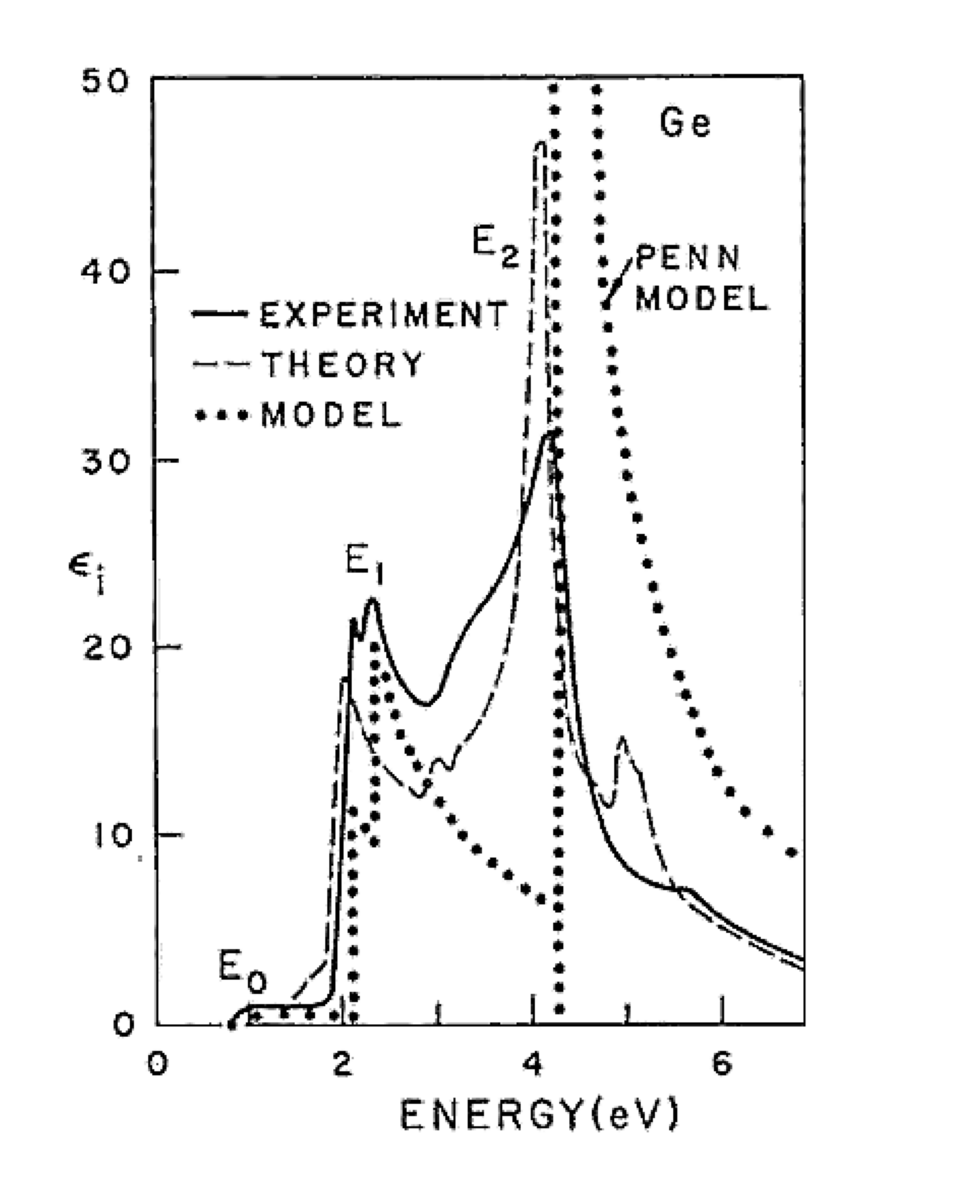 50
Ge
E2
PENN
MODEL
40
EXPERIMENT
THEORY
MODEL
30
E1
ϵi
20
10
E0
0
0 2 4 6
ENERGY(eV)